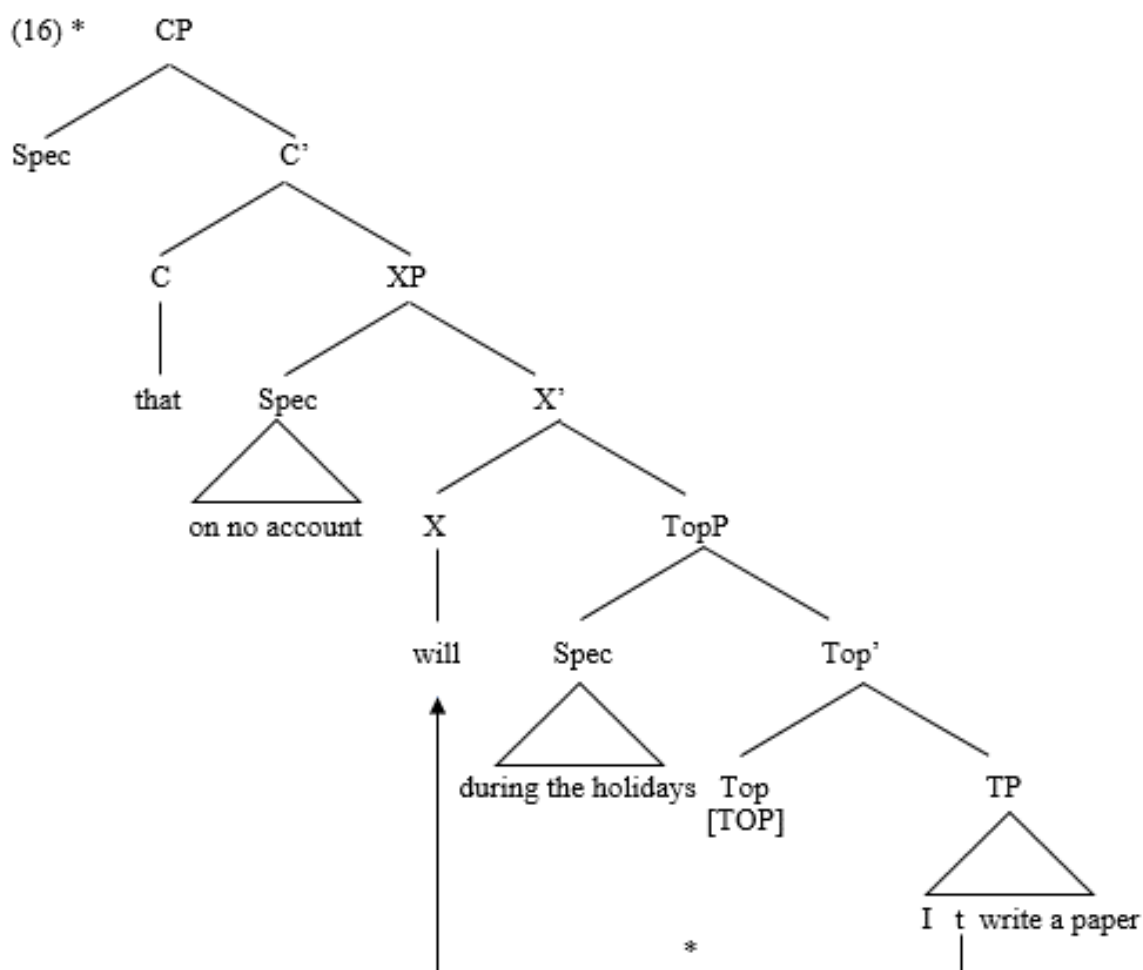 (16) * CP
Spec C’
C XP
that Spec X’
on no account X TopP
will Spec Top’
during the holidays Top TP
[TOP]
I t write a paper
*